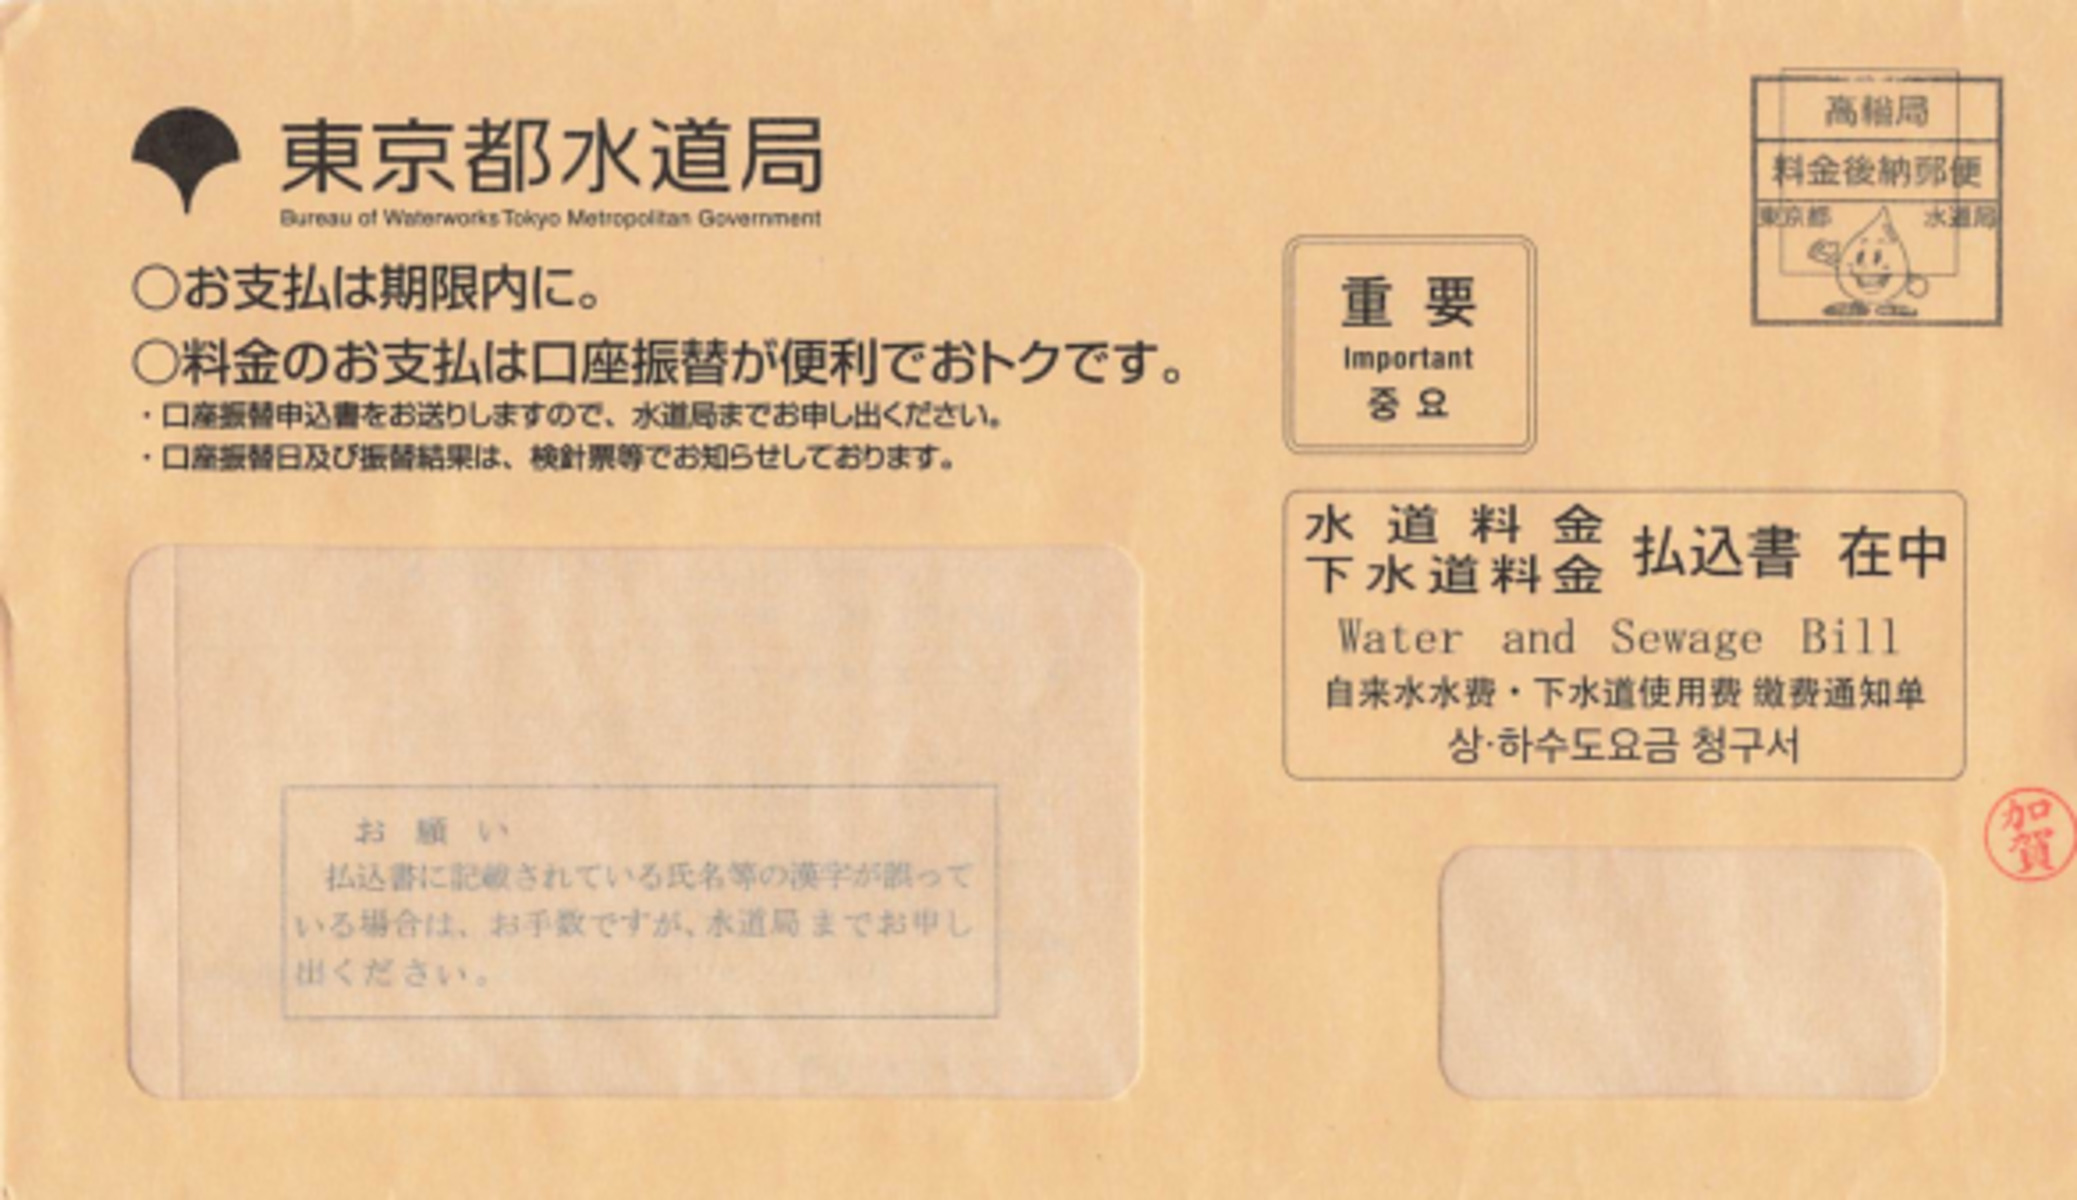 東京都水道局
Bureau of Waterworks Tokyo Metropolitan Government
○お支払は期限内に。
○料金のお支払は口座振替が便利でおトクです。
・口座振替申込書をお送りしますので、水道局までお申し出ください。
・口座振替日及び振替結果は、検針票等でお知らせしております。
高輪局
料金後納郵便
東京都 水道局
重 要
Important
중 요
水 道 料 金
下水道料金
払込書 在中
Water and Sewage Bill
自来水水费・下水道使用费 缴费通知单
상·하수도요금 청구서
加賀
お 願 い
払込書に記載されている氏名等の漢字が誤って
いる場合は、お手数ですが、水道局までお申し
出ください。